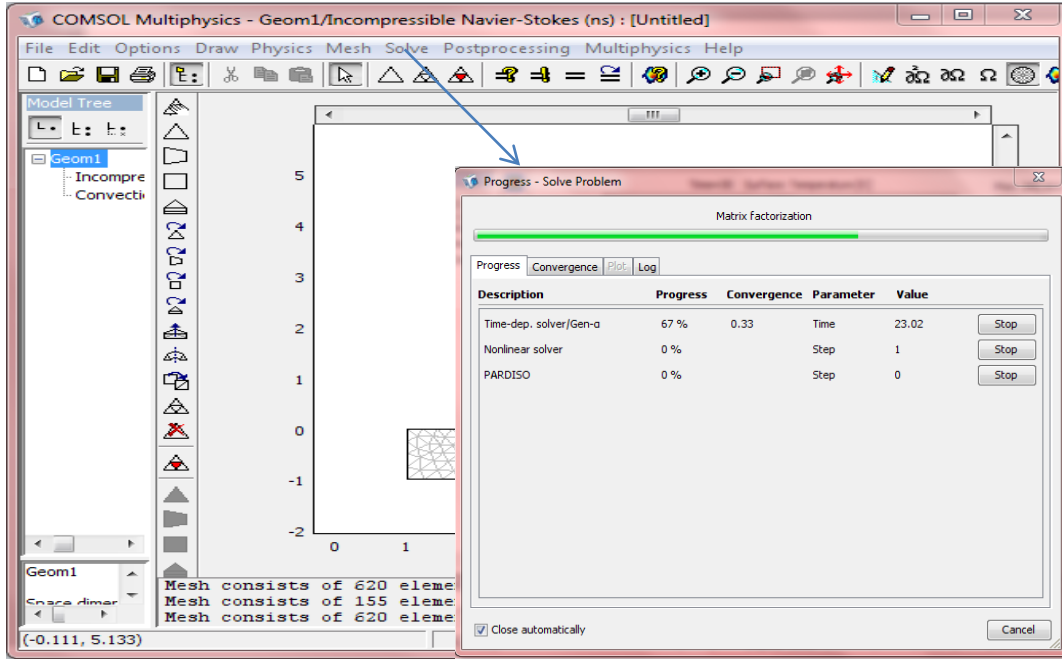 COMSOL Multiphysics - Geom1/Incompressible Navier-Stokes (ns) : [Untitled]
File Edit Options Draw Physics Mesh Solve Postprocessing Multiphysics Help
Model Tree
Geom1
Incompre
Convecti
5
4
3
2
1
0
-1
-2
0 1
Geom1
Space dimer
Mesh consists of 620 eleme
Mesh consists of 155 eleme
Mesh consists of 620 eleme
(-0.111, 5.133)
Progress - Solve Problem
Matrix factorization
Progress Convergence Plot Log
Description Progress Convergence Parameter Value
Time-dep. solver/Gen-α 67 % 0.33 Time 23.02 Stop
Nonlinear solver 0 % Step 1 Stop
PARDISO 0 % Step 0 Stop
Close automatically
Cancel